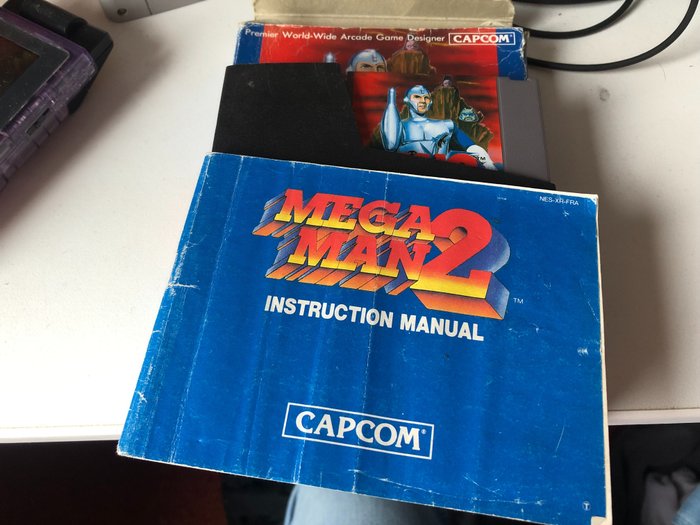 Premier World-Wide Arcade Game Designer CAPCOM®
NES-XR-FRA
MEGA
MAN 2
TM
INSTRUCTION MANUAL
CAPCOM®
T